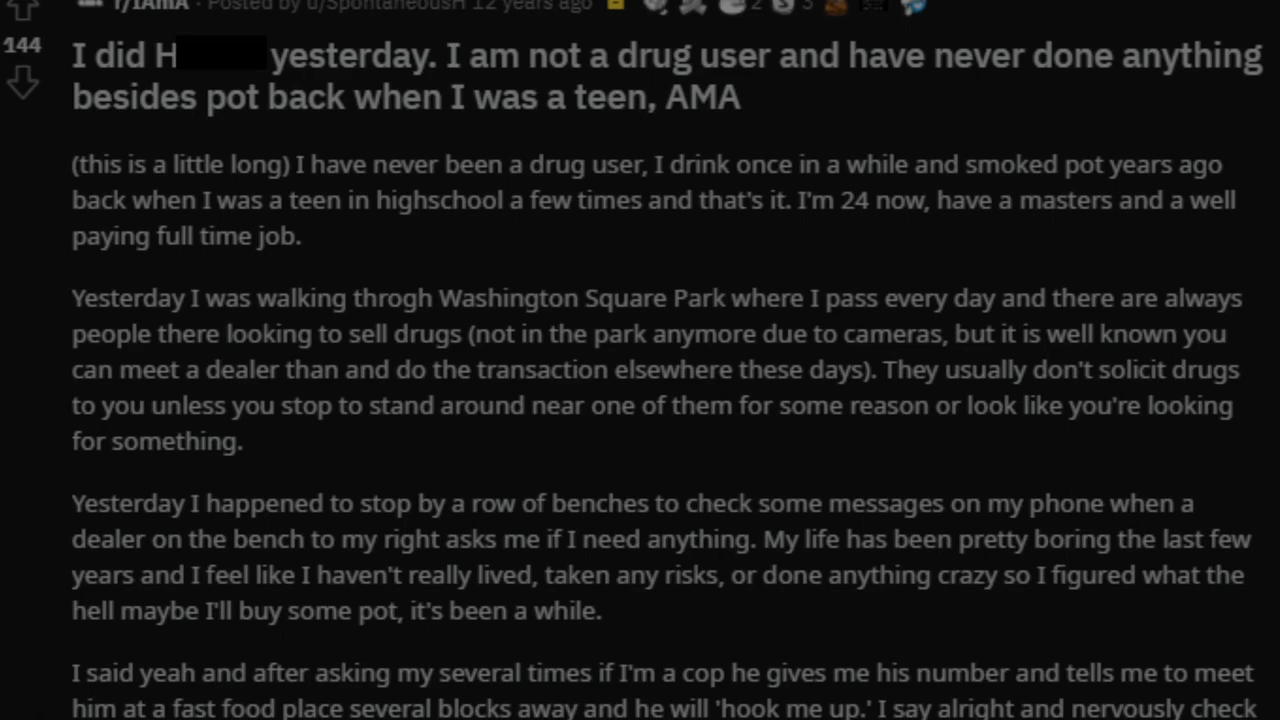 r/IAmA · Posted by u/SpontaneousH 12 years ago 2 3
144
I did H yesterday. I am not a drug user and have never done anything
besides pot back when I was a teen, AMA
(this is a little long) I have never been a drug user, I drink once in a while and smoked pot years ago
back when I was a teen in highschool a few times and that's it. I'm 24 now, have a masters and a well
paying full time job.
Yesterday I was walking throgh Washington Square Park where I pass every day and there are always
people there looking to sell drugs (not in the park anymore due to cameras, but it is well known you
can meet a dealer than and do the transaction elsewhere these days). They usually don't solicit drugs
to you unless you stop to stand around near one of them for some reason or look like you're looking
for something.
Yesterday I happened to stop by a row of benches to check some messages on my phone when a
dealer on the bench to my right asks me if I need anything. My life has been pretty boring the last few
years and I feel like I haven't really lived, taken any risks, or done anything crazy so I figured what the
hell maybe I'll buy some pot, it's been a while.
I said yeah and after asking my several times if I'm a cop he gives me his number and tells me to meet
him at a fast food place several blocks away and he will 'hook me up.' I say alright and nervously check